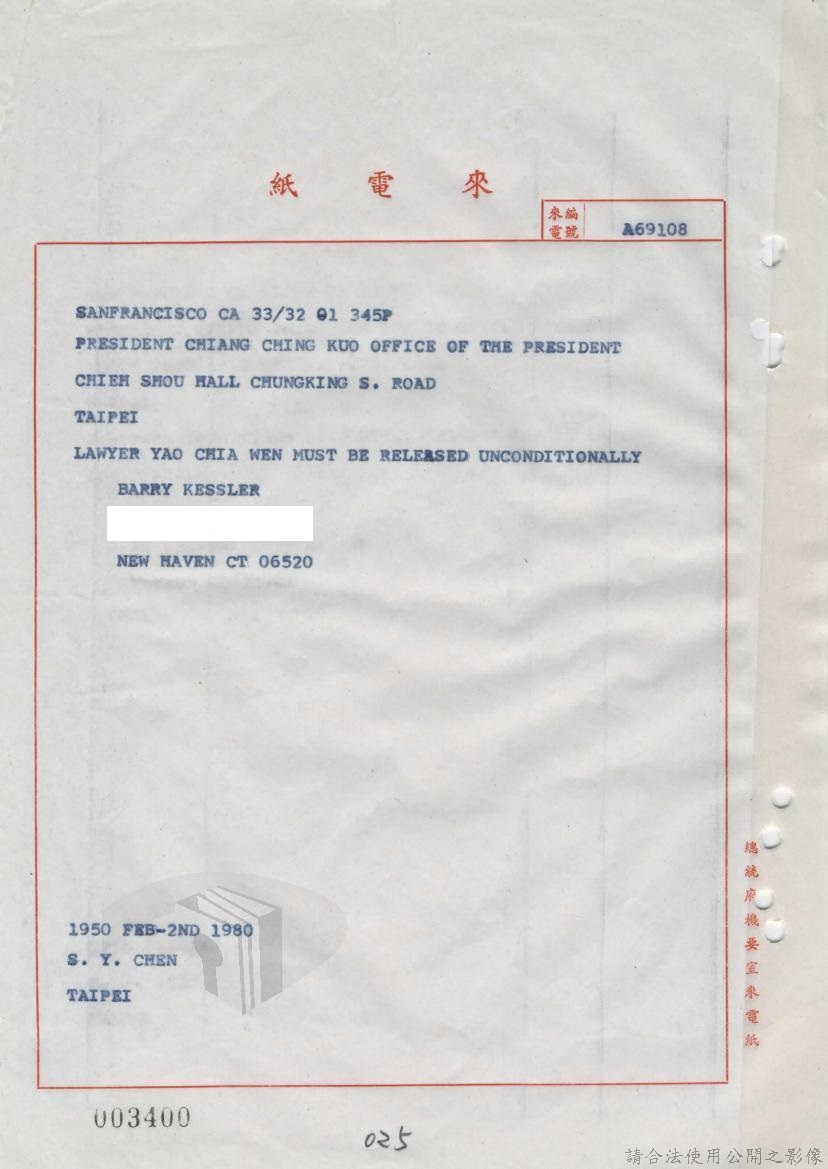 紙電來
來電編號 A69108
SANFRANCISCO CA 33/32 01 345P
PRESIDENT CHIANG CHING KUO OFFICE OF THE PRESIDENT
CHIEH SHOU HALL CHUNGKING S. ROAD
TAIPEI
LAWYER YAO CHIA WEN MUST BE RELEASED UNCONDITIONALLY
BARRY KESSLER
NEW HAVEN CT 06520
1950 FEB-2ND 1980
S. Y. CHEN
TAIPEI
總統府機要室來電紙
003400
025
請合法使用公開之影像